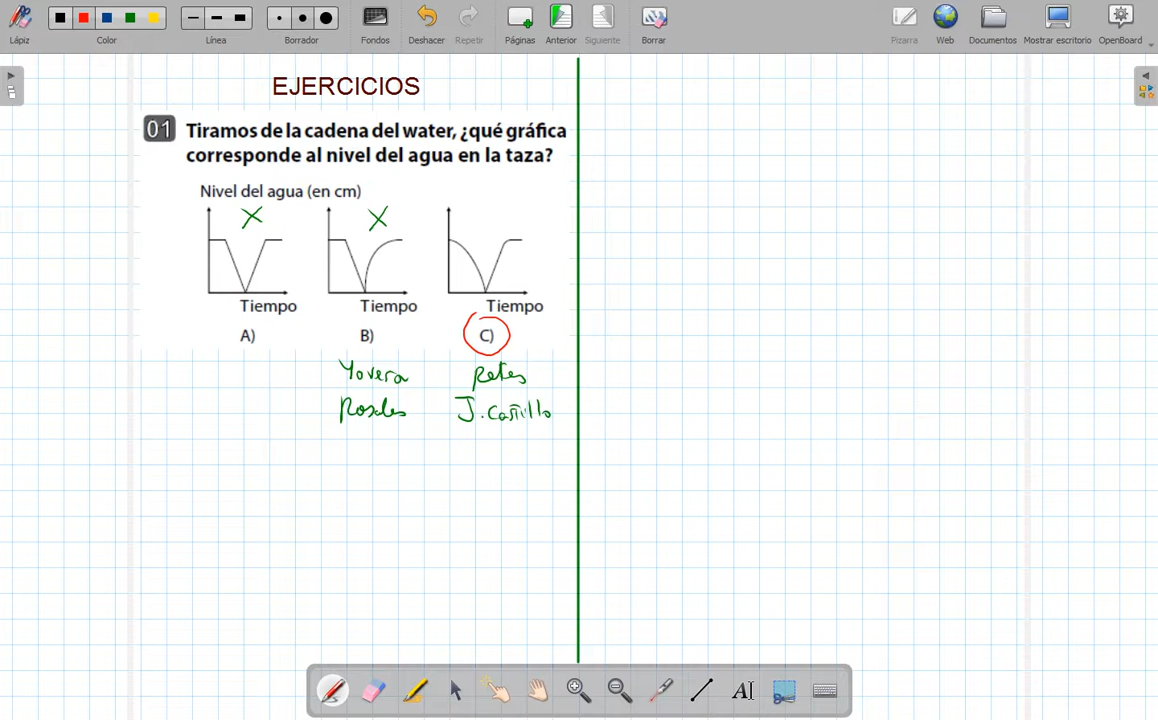 Lápiz Color Línea Borrador Fondos Deshacer Repetir Páginas Anterior Siguiente Borrar Pizarra Web Documentos Mostrar escritorio OpenBoard
EJERCICIOS
01 Tiramos de la cadena del water, ¿qué gráfica
corresponde al nivel del agua en la taza?
Nivel del agua (en cm)
X X
Tiempo Tiempo Tiempo
A) B) C)
Yovera Retes
Rosales J. Castillo